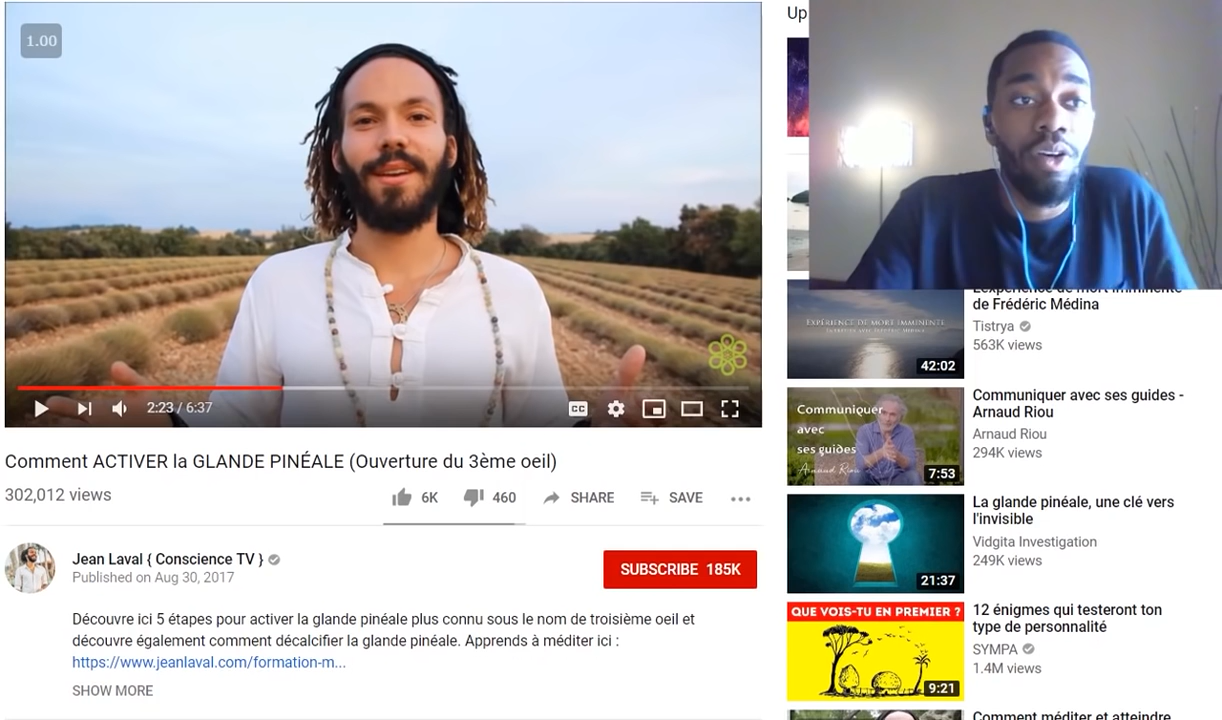 1.00
Up
2:23 / 6:37
CC
Comment ACTIVER la GLANDE PINÉALE (Ouverture du 3ème oeil)
302,012 views
6K
460
SHARE
SAVE
Jean Laval { Conscience TV }
Published on Aug 30, 2017
SUBSCRIBE 185K
Découvre ici 5 étapes pour activer la glande pinéale plus connu sous le nom de troisième oeil et
découvre également comment décalcifier la glande pinéale. Apprends à méditer ici :
https://www.jeanlaval.com/formation-m...
SHOW MORE
EXPÉRIENCE DE MORT IMMINENTE
42:02
L'expérience de mort imminente
de Frédéric Médina
Tistrya
563K views
Communiquer
avec
ses guides
Arnaud Riou
7:53
Communiquer avec ses guides -
Arnaud Riou
Arnaud Riou
294K views
21:37
La glande pinéale, une clé vers
l'invisible
Vidgita Investigation
249K views
QUE VOIS-TU EN PREMIER ?
9:21
12 énigmes qui testeront ton
type de personnalité
SYMPA
1.4M views
Comment méditer et atteindre